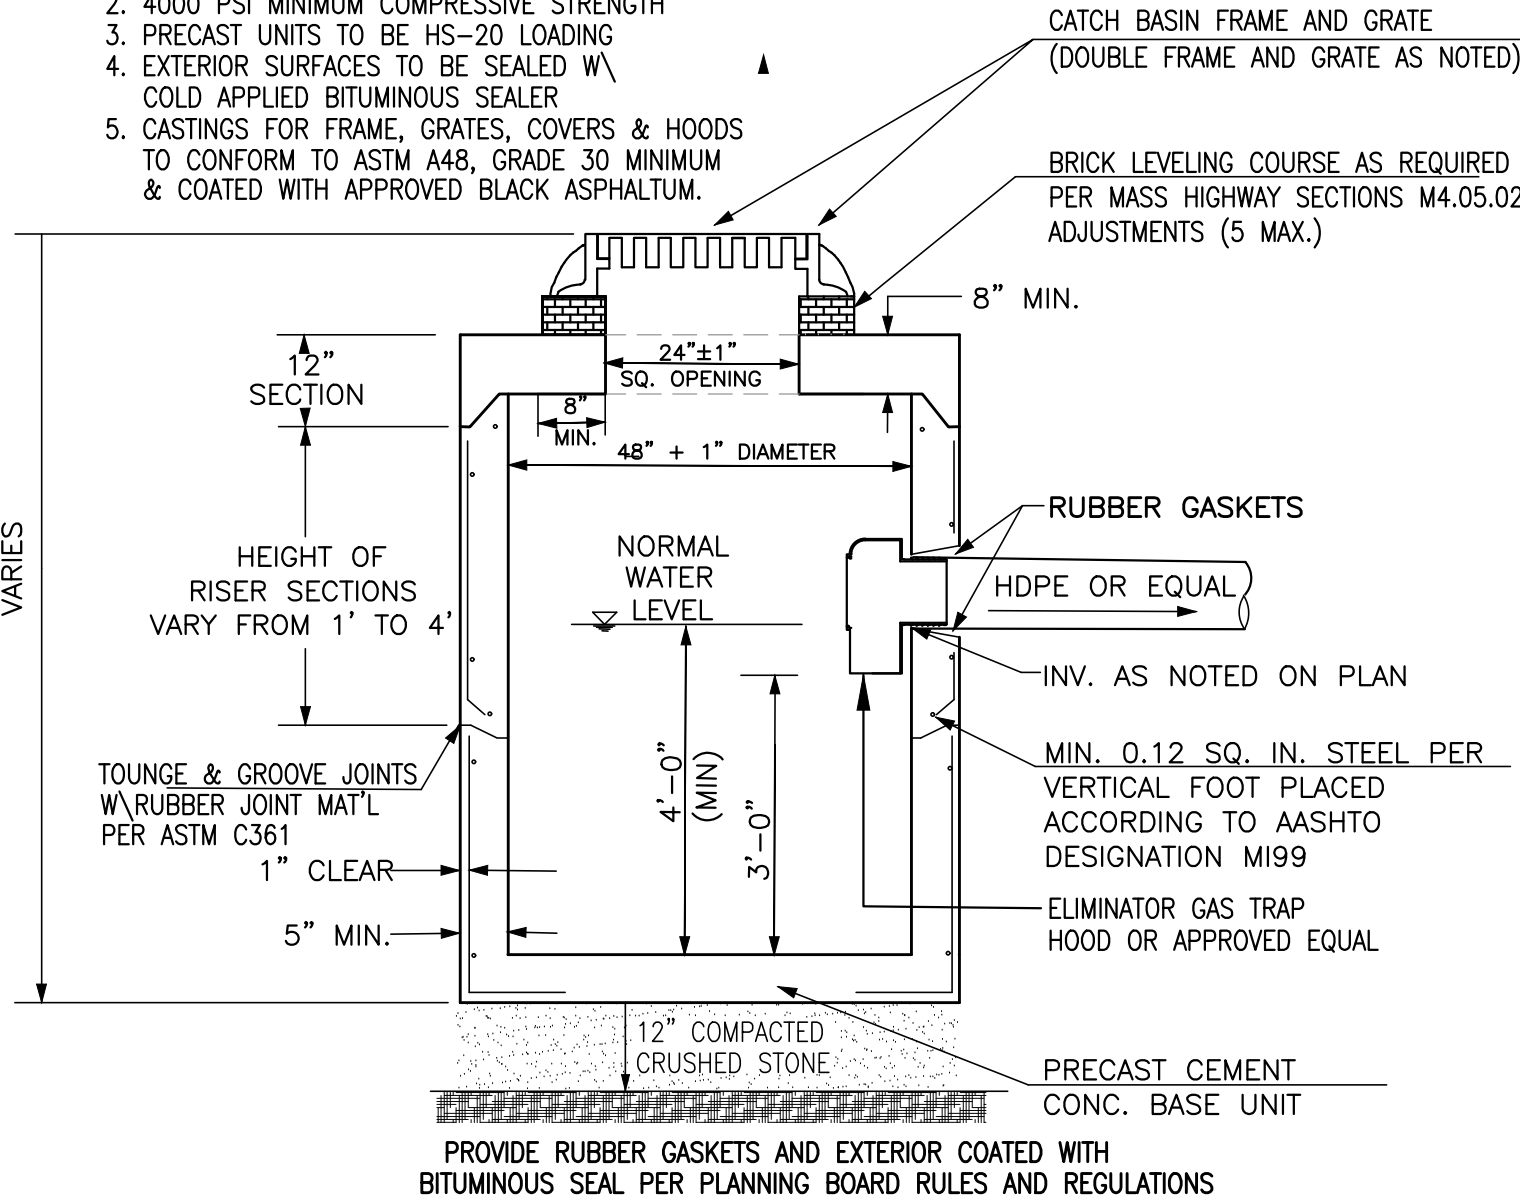 2. 4000 PSI MINIMUM COMPRESSIVE STRENGTH
3. PRECAST UNITS TO BE HS-20 LOADING
4. EXTERIOR SURFACES TO BE SEALED W\
COLD APPLIED BITUMINOUS SEALER
5. CASTINGS FOR FRAME, GRATES, COVERS & HOODS
TO CONFORM TO ASTM A48, GRADE 30 MINIMUM
& COATED WITH APPROVED BLACK ASPHALTUM.
CATCH BASIN FRAME AND GRATE
(DOUBLE FRAME AND GRATE AS NOTED)
BRICK LEVELING COURSE AS REQUIRED
PER MASS HIGHWAY SECTIONS M4.05.02
ADJUSTMENTS (5 MAX.)
8" MIN.
12"
SECTION
24"±1"
SQ. OPENING
8"
MIN.
48" + 1" DIAMETER
VARIES
HEIGHT OF
RISER SECTIONS
VARY FROM 1' TO 4'
NORMAL
WATER
LEVEL
RUBBER GASKETS
HDPE OR EQUAL
INV. AS NOTED ON PLAN
4'-0"
(MIN)
3'-0"
MIN. 0.12 SQ. IN. STEEL PER
VERTICAL FOOT PLACED
ACCORDING TO AASHTO
DESIGNATION M199
TOUNGE & GROOVE JOINTS
W\RUBBER JOINT MAT'L
PER ASTM C361
1" CLEAR
5" MIN.
ELIMINATOR GAS TRAP
HOOD OR APPROVED EQUAL
12" COMPACTED
CRUSHED STONE
PRECAST CEMENT
CONC. BASE UNIT
PROVIDE RUBBER GASKETS AND EXTERIOR COATED WITH
BITUMINOUS SEAL PER PLANNING BOARD RULES AND REGULATIONS